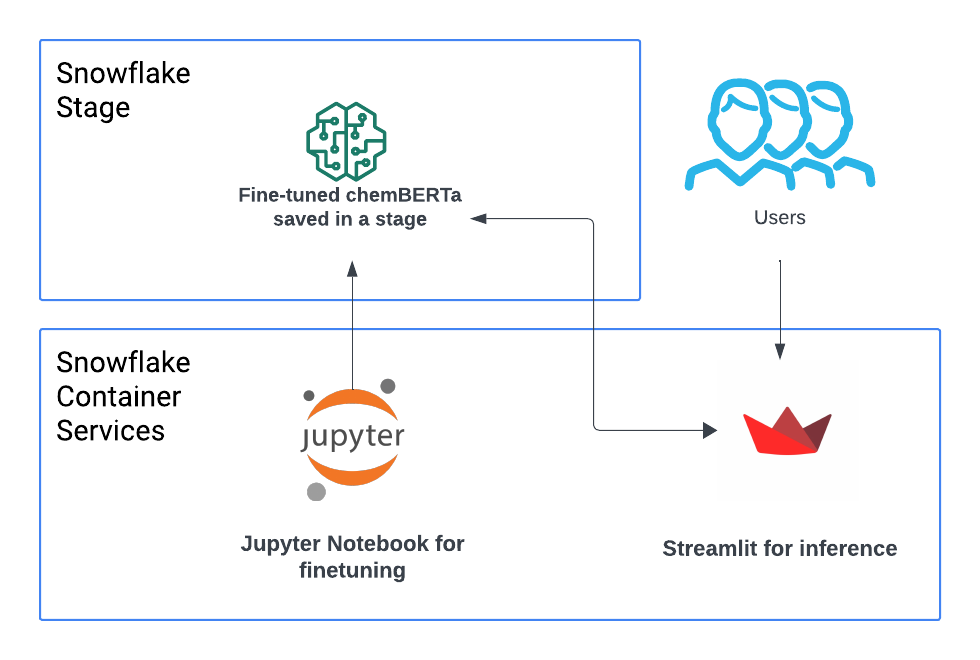 Snowflake
Stage
Fine-tuned chemBERTa
saved in a stage
Users
Snowflake
Container
Services
jupyter
Jupyter Notebook for
finetuning
Streamlit for inference